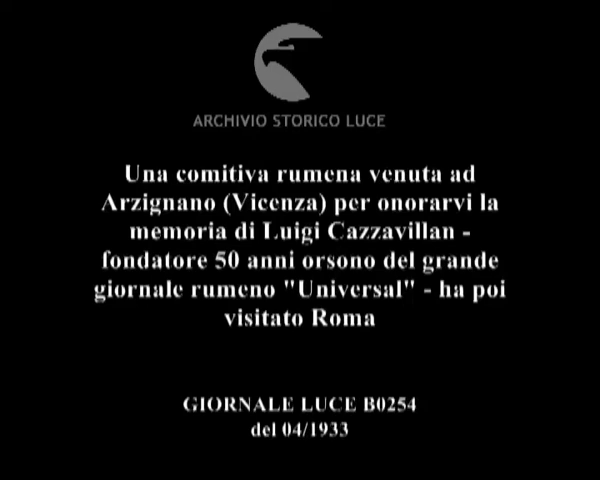 ARCHIVIO STORICO LUCE
Una comitiva rumena venuta ad
Arzignano (Vicenza) per onorarvi la
memoria di Luigi Cazzavillan -
fondatore 50 anni orsono del grande
giornale rumeno "Universal" - ha poi
visitato Roma
GIORNALE LUCE B0254
del 04/1933